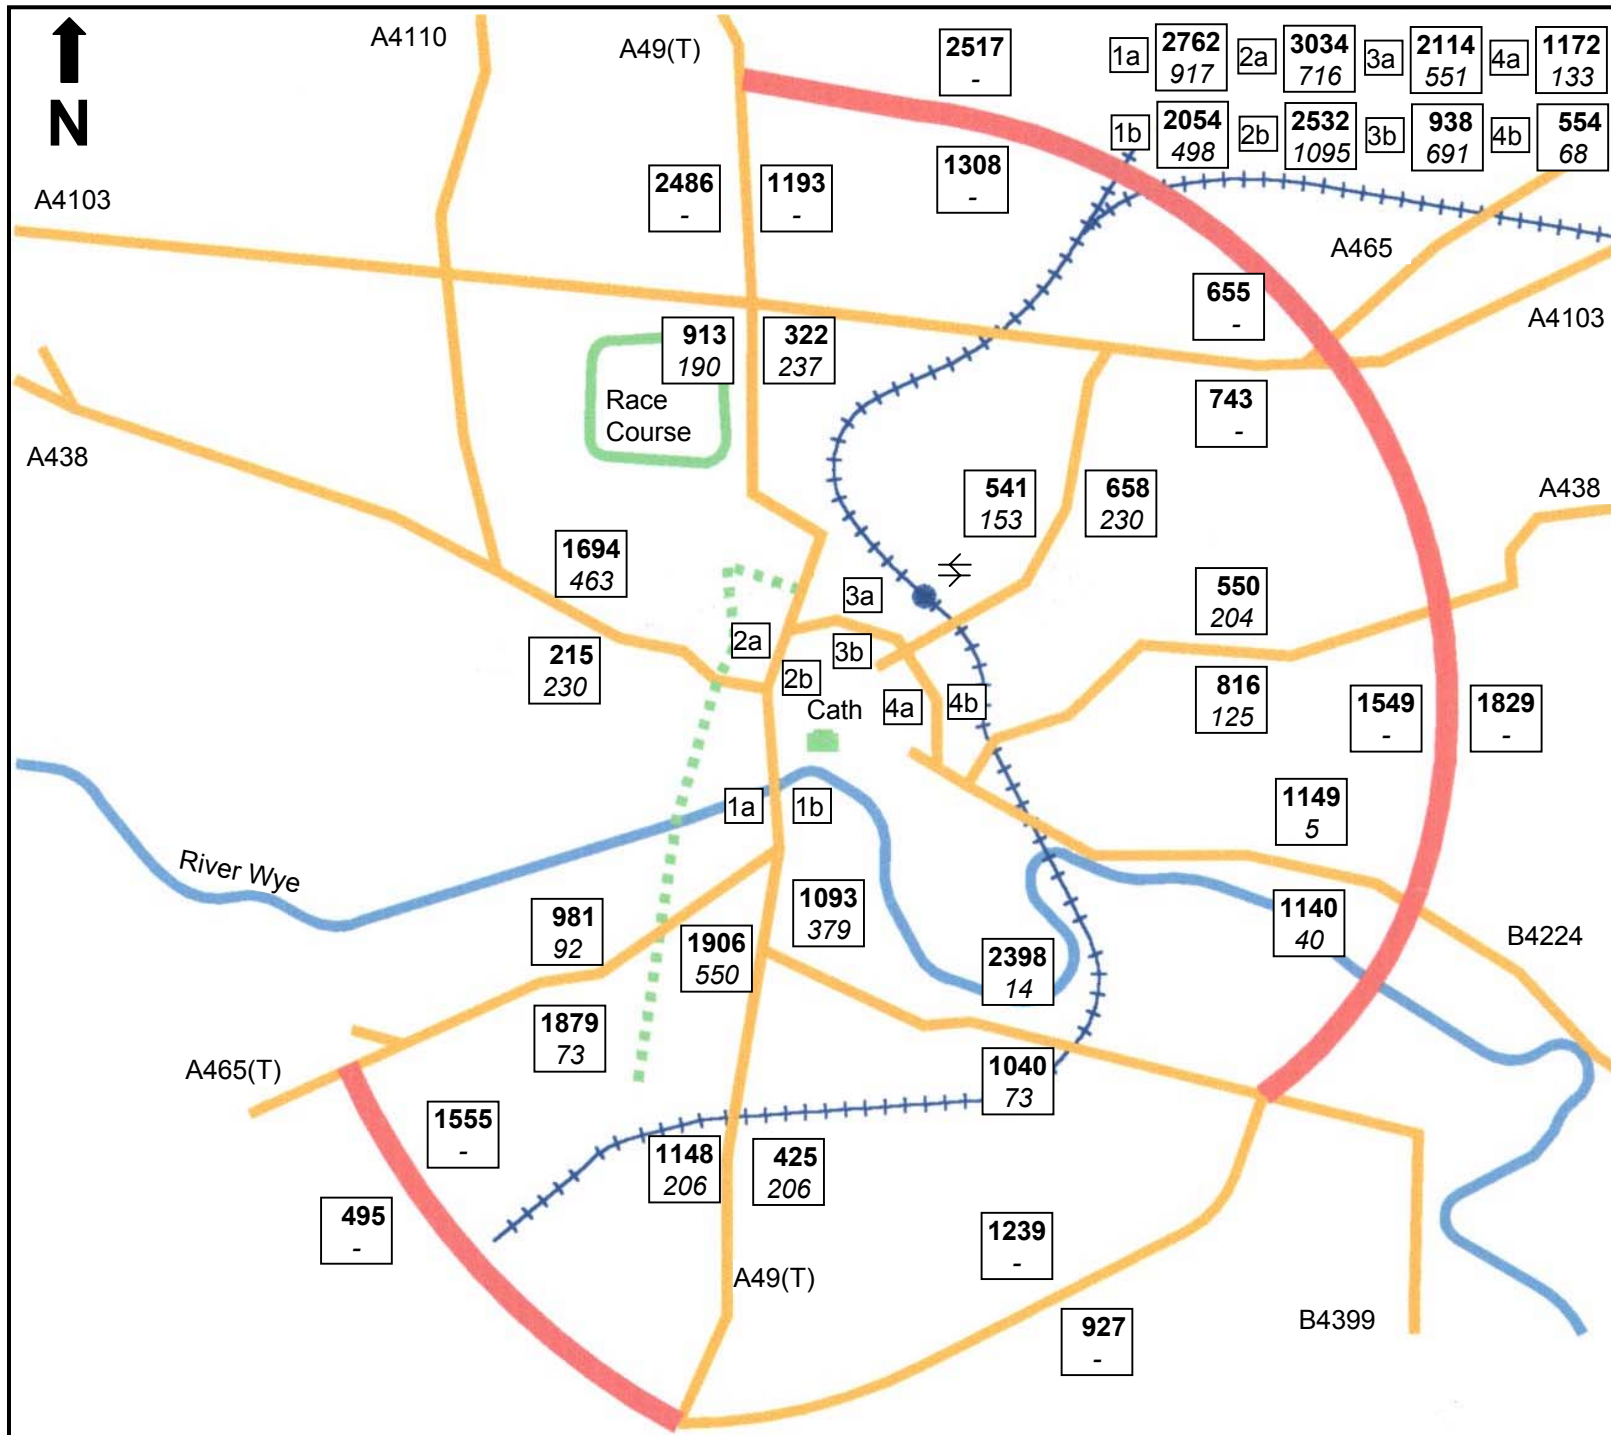 A4110
A49(T)
2517
-
1a
2762
917
2a
3034
716
3a
2114
551
4a
1172
133
N
1b
2054
498
2b
2532
1095
3b
938
691
4b
554
68
1308
-
2486
-
1193
-
A4103
A465
655
-
A4103
913
190
322
237
Race
Course
743
-
A438
541
153
658
230
A438
1694
463
550
204
3a
2a
3b
215
230
2b
816
125
4a
4b
Cath
1549
-
1829
-
1a
1b
1149
5
River Wye
981
92
1093
379
1906
550
2398
14
1140
40
B4224
1879
73
A465(T)
1040
73
1555
-
1148
206
425
206
495
-
1239
-
A49(T)
927
-
B4399